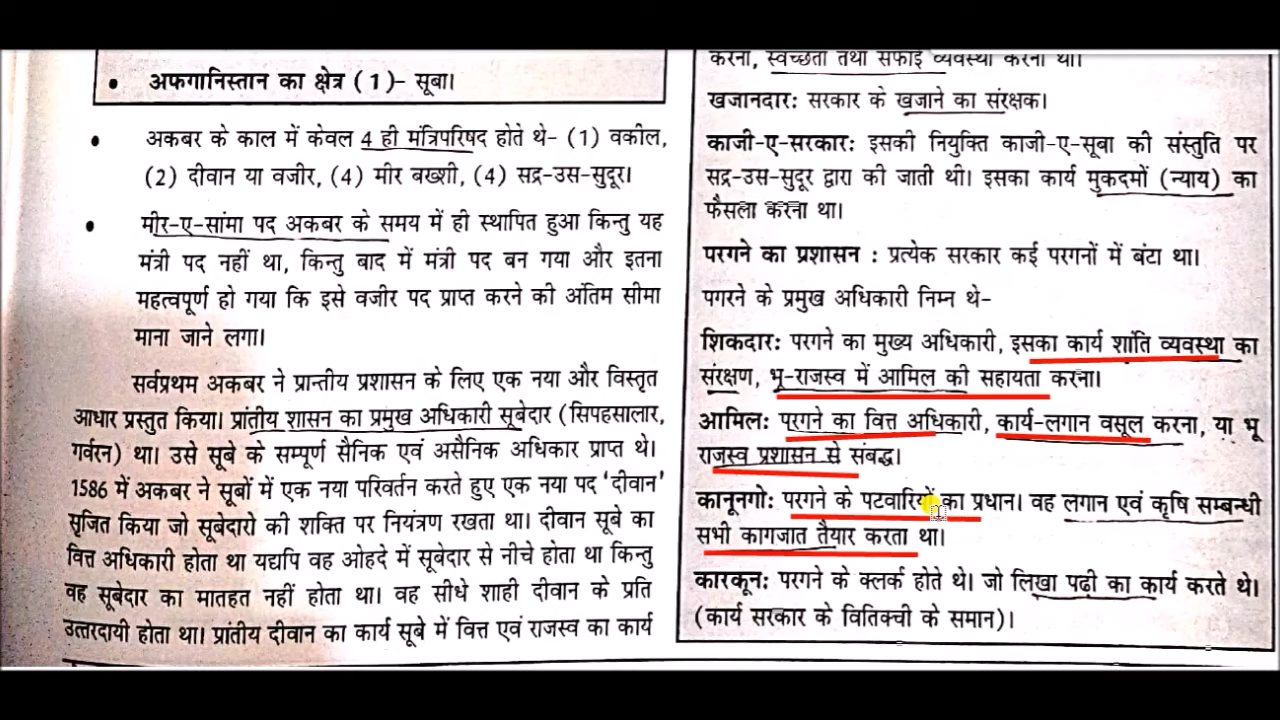 • अफगानिस्तान का क्षेत्र (1)- सूबा।
• अकबर के काल में केवल 4 ही मंत्रिपरिषद होते थे- (1) वकील,
(2) दीवान या वजीर, (4) मीर बख्शी, (4) सद्र-उस-सुदूर।
• मीर-ए-सांमा पद अकबर के समय में ही स्थापित हुआ किन्तु यह
मंत्री पद नहीं था, किन्तु बाद में मंत्री पद बन गया और इतना
महत्वपूर्ण हो गया कि इसे वजीर पद प्राप्त करने की अंतिम सीमा
माना जाने लगा।
सर्वप्रथम अकबर ने प्रान्तीय प्रशासन के लिए एक नया और विस्तृत
आधार प्रस्तुत किया। प्रांतीय शासन का प्रमुख अधिकारी सूबेदार (सिपहसालार,
गर्वरन) था। उसे सूबे के सम्पूर्ण सैनिक एवं असैनिक अधिकार प्राप्त थे।
1586 में अकबर ने सूबों में एक नया परिवर्तन करते हुए एक नया पद 'दीवान'
सृजित किया जो सूबेदारो की शक्ति पर नियंत्रण रखता था। दीवान सूबे का
वित्त अधिकारी होता था यद्यपि वह ओहदे में सूबेदार से नीचे होता था किन्तु
वह सूबेदार का मातहत नहीं होता था। वह सीधे शाही दीवान के प्रति
उत्तरदायी होता था। प्रांतीय दीवान का कार्य सूबे में वित्त एवं राजस्व का कार्य
करना, स्वच्छता तथा सफाई व्यवस्था करना था।
खजानदार: सरकार के खजाने का संरक्षक।
काजी-ए-सरकार: इसकी नियुक्ति काजी-ए-सूबा की संस्तुति पर
सद्र-उस-सुदूर द्वारा की जाती थी। इसका कार्य मुकदमों (न्याय) का
फैसला करना था।
परगने का प्रशासन : प्रत्येक सरकार कई परगनों में बंटा था।
पगरने के प्रमुख अधिकारी निम्न थे-
शिकदार: परगने का मुख्य अधिकारी, इसका कार्य शांति व्यवस्था का
संरक्षण, भू-राजस्व में आमिल की सहायता करना।
आमिल: परगने का वित्त अधिकारी, कार्य-लगान वसूल करना, या भू
राजस्व प्रशासन से संबद्ध।
कानूनगो: परगने के पटवारियों का प्रधान। वह लगान एवं कृषि सम्बन्धी
सभी कागजात तैयार करता था।
कारकून: परगने के क्लर्क होते थे। जो लिखा पढ़ी का कार्य करते थे।
(कार्य सरकार के वितिक्ची के समान)।